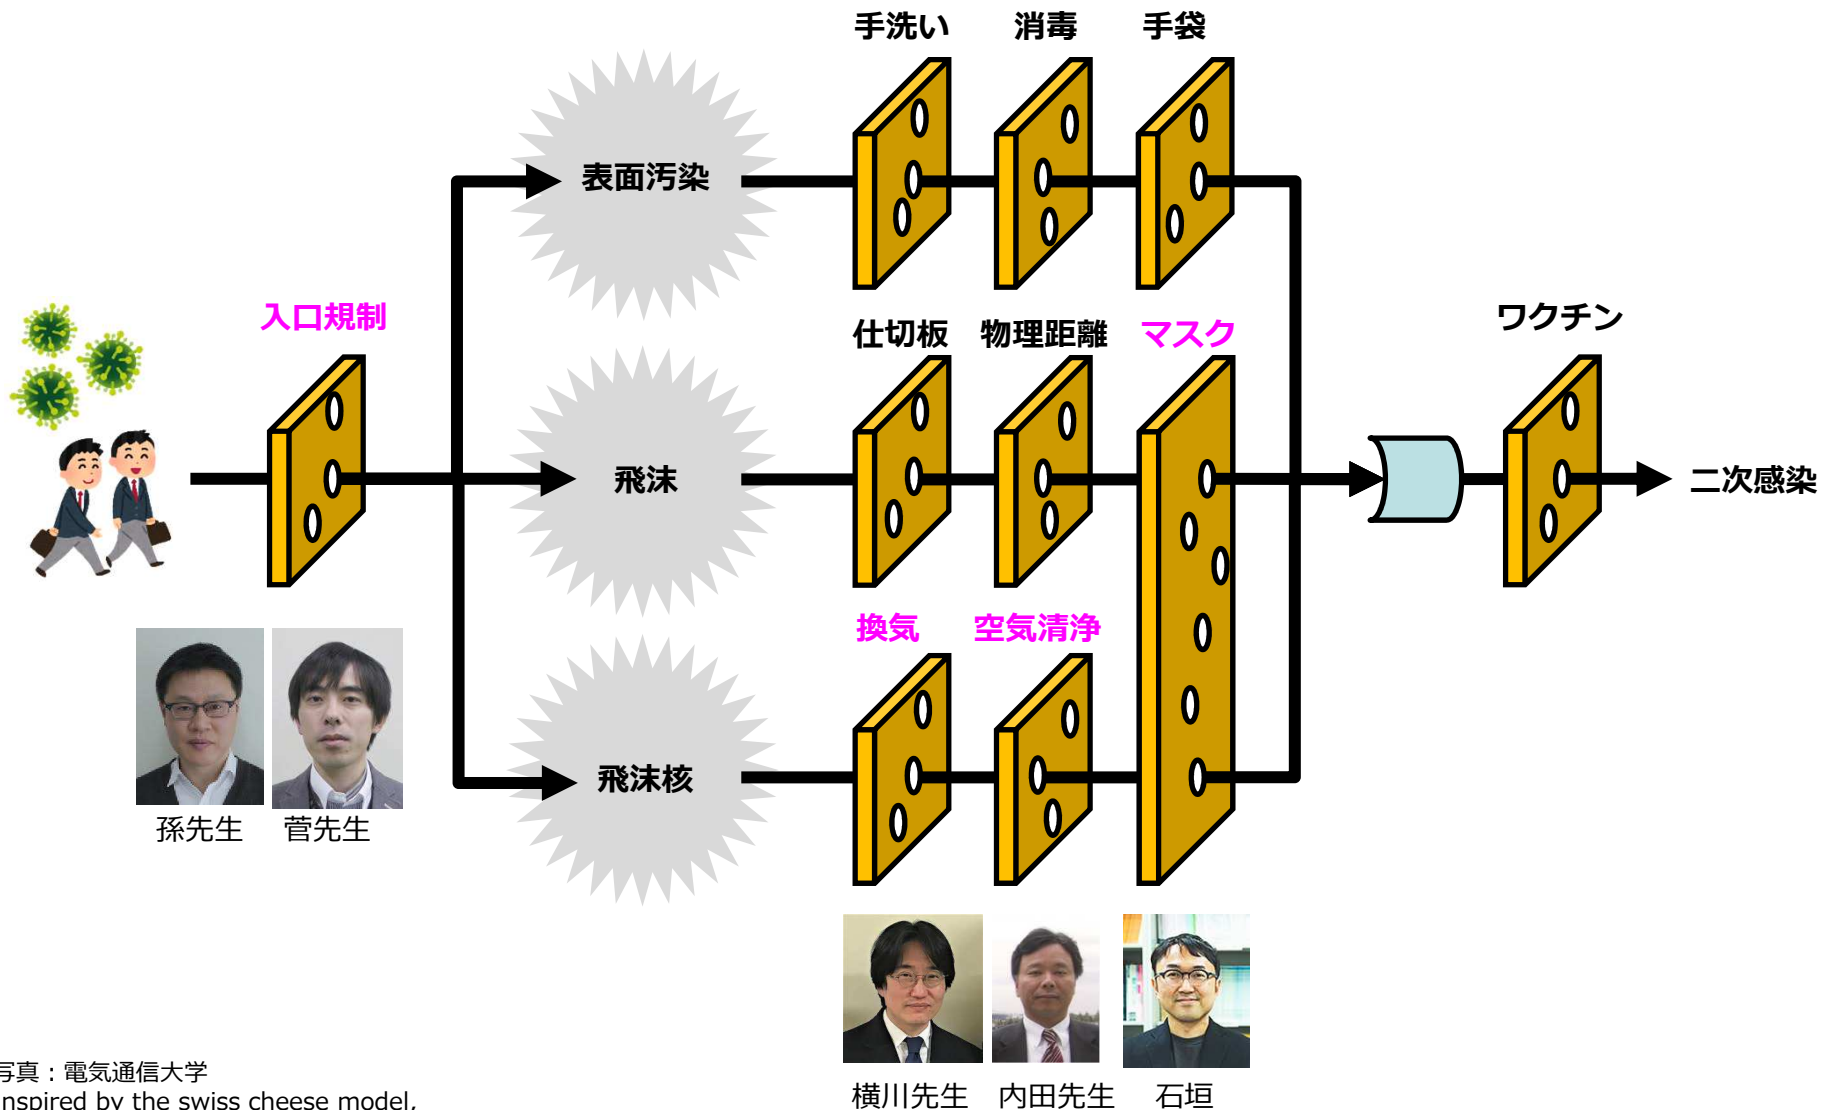 手洗い
消毒
手袋
表面汚染
入口規制
仕切板
物理距離
マスク
ワクチン
飛沫
二次感染
換気
空気清浄
飛沫核
孫先生
菅先生
写真：電気通信大学
inspired by the swiss cheese model,
横川先生
内田先生
石垣